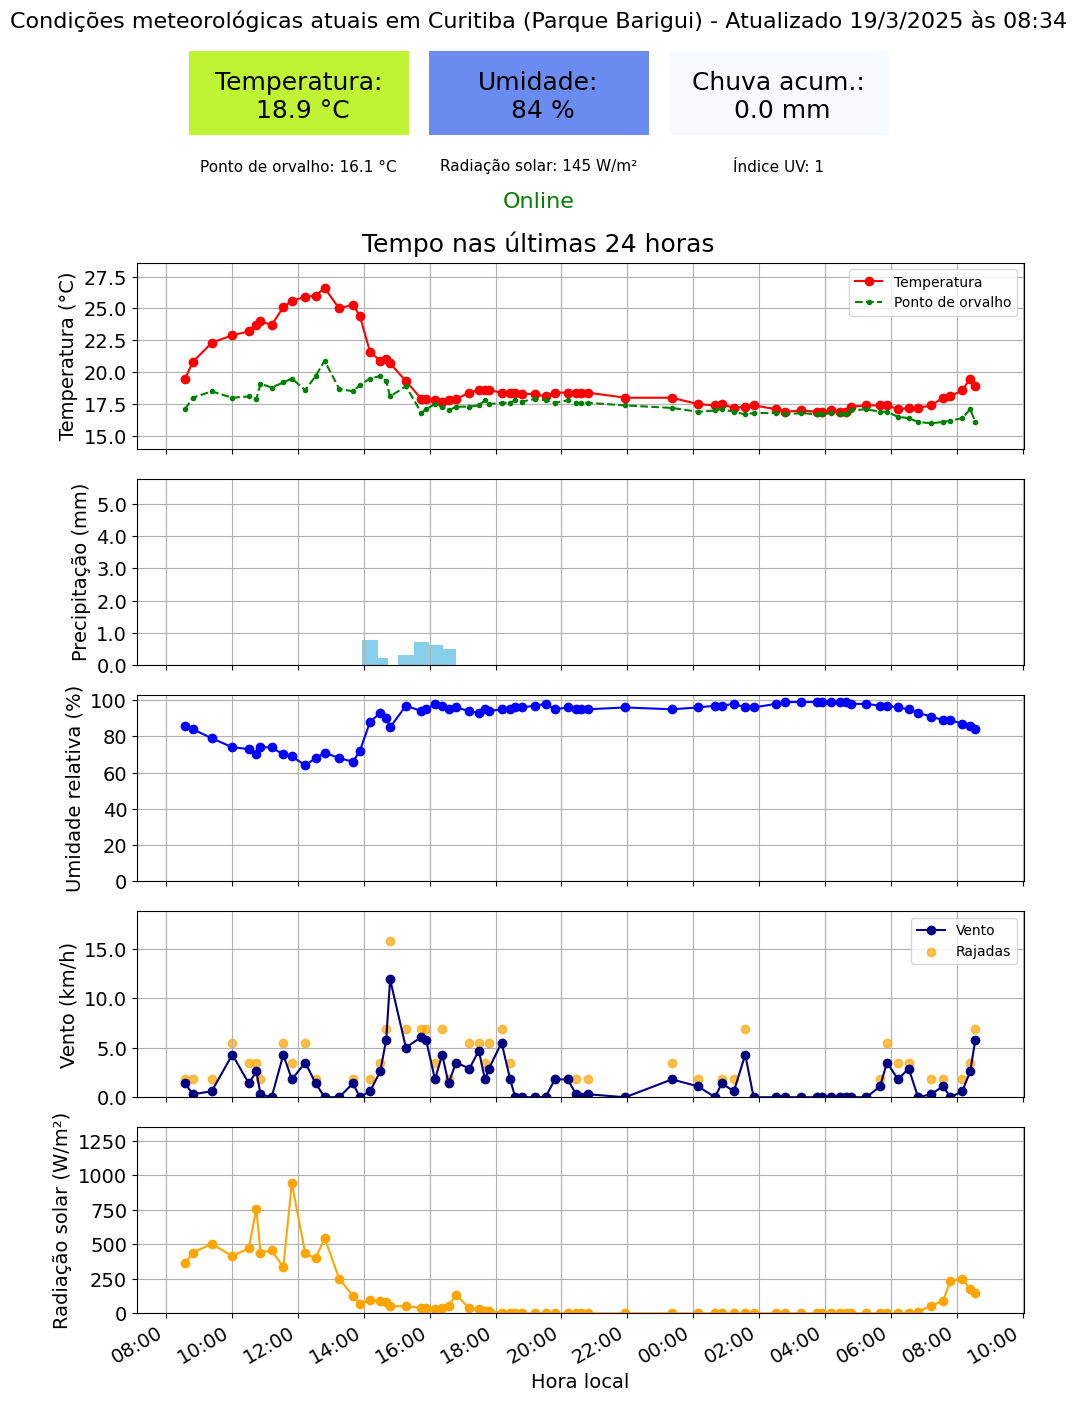 Condições meteorológicas atuais em Curitiba (Parque Barigui) - Atualizado 19/3/2025 às 08:34
Temperatura:
18.9 °C
Umidade:
84 %
Chuva acum.:
0.0 mm
Ponto de orvalho: 16.1 °C
Radiação solar: 145 W/m²
Índice UV: 1
Online
Tempo nas últimas 24 horas
Temperatura (°C)
27.5
25.0
22.5
20.0
17.5
15.0
Temperatura
Ponto de orvalho
Precipitação (mm)
5.0
4.0
3.0
2.0
1.0
0.0
Umidade relativa (%)
100
80
60
40
20
0
Vento (km/h)
15.0
10.0
5.0
0.0
Vento
Rajadas
Radiação solar (W/m²)
1250
1000
750
500
250
0
08:00
10:00
12:00
14:00
16:00
18:00
20:00
22:00
00:00
02:00
04:00
06:00
08:00
10:00
Hora local